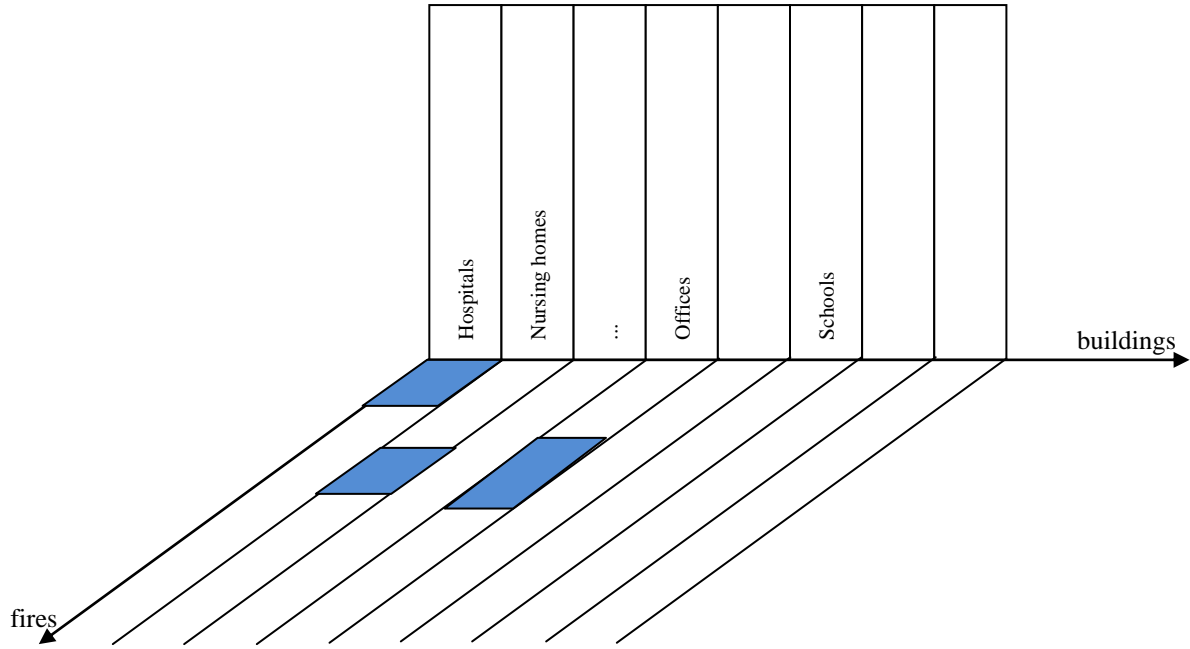 Hospitals
Nursing homes
...
Offices
Schools
buildings
fires